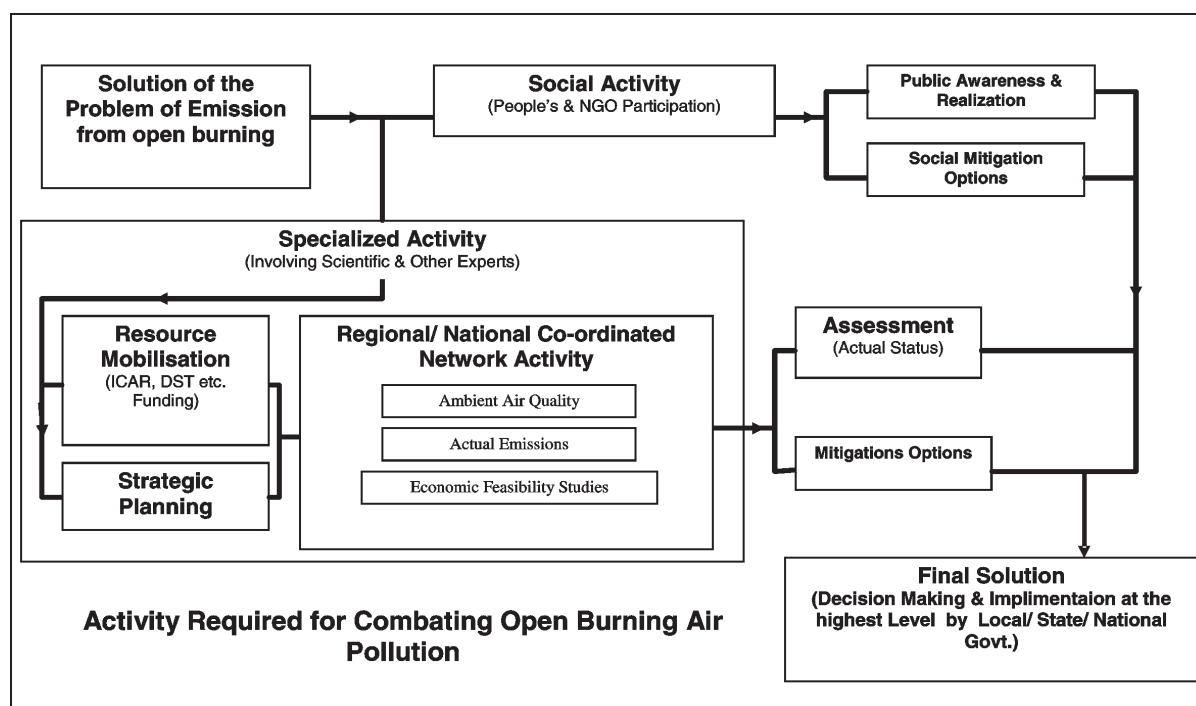 Solution of the
Problem of Emission
from open burning
Social Activity
(People's & NGO Participation)
Public Awareness &
Realization
Social Mitigation
Options
Specialized Activity
(Involving Scientific & Other Experts)
Resource
Mobilisation
(ICAR, DST etc.
Funding)
Strategic
Planning
Regional/ National Co-ordinated
Network Activity
Ambient Air Quality
Actual Emissions
Economic Feasibility Studies
Assessment
(Actual Status)
Mitigations Options
Final Solution
(Decision Making & Implimentaion at the
highest Level by Local/ State/ National
Govt.)
Activity Required for Combating Open Burning Air
Pollution